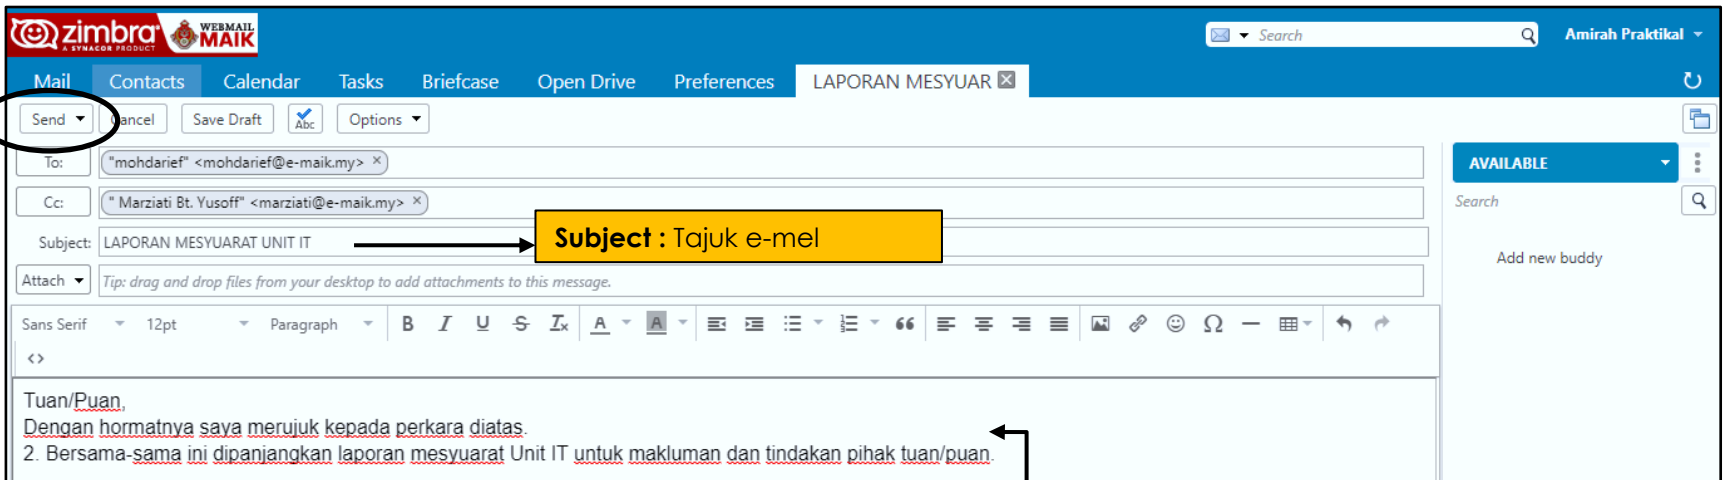 zimbra
A SYNACOR PRODUCT
WEBMAIL
MAIK
Search
Amirah Praktikal
Mail Contacts Calendar Tasks Briefcase Open Drive Preferences LAPORAN MESYUAR
Send Cancel Save Draft Abc Options
To: "mohdarief" <mohdarief@e-maik.my> ×
AVAILABLE
Cc: " Marziati Bt. Yusoff" <marziati@e-maik.my> ×
Search
Subject: LAPORAN MESYUARAT UNIT IT
Subject : Tajuk e-mel
Add new buddy
Attach Tip: drag and drop files from your desktop to add attachments to this message.
Sans Serif 12pt Paragraph B I U S Ix A A Ω
<>
Tuan/Puan,
Dengan hormatnya saya merujuk kepada perkara diatas.
2. Bersama-sama ini dipanjangkan laporan mesyuarat Unit IT untuk makluman dan tindakan pihak tuan/puan.